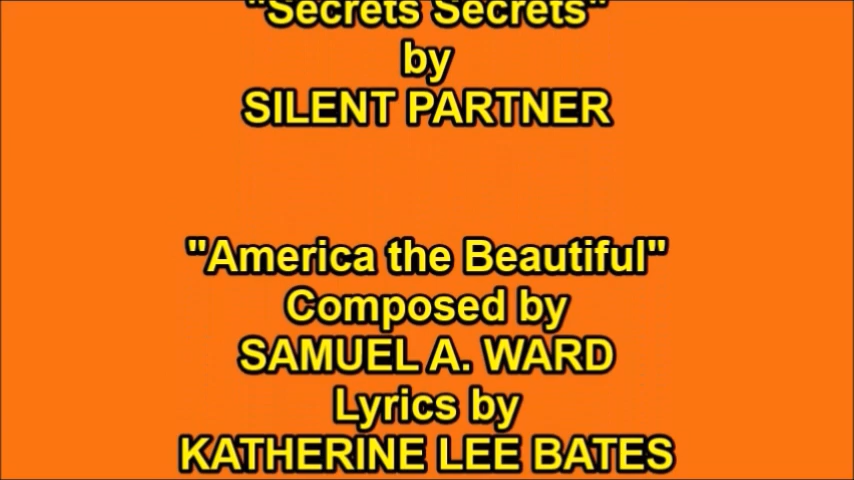 "Secrets Secrets"
by
SILENT PARTNER
"America the Beautiful"
Composed by
SAMUEL A. WARD
Lyrics by
KATHERINE LEE BATES